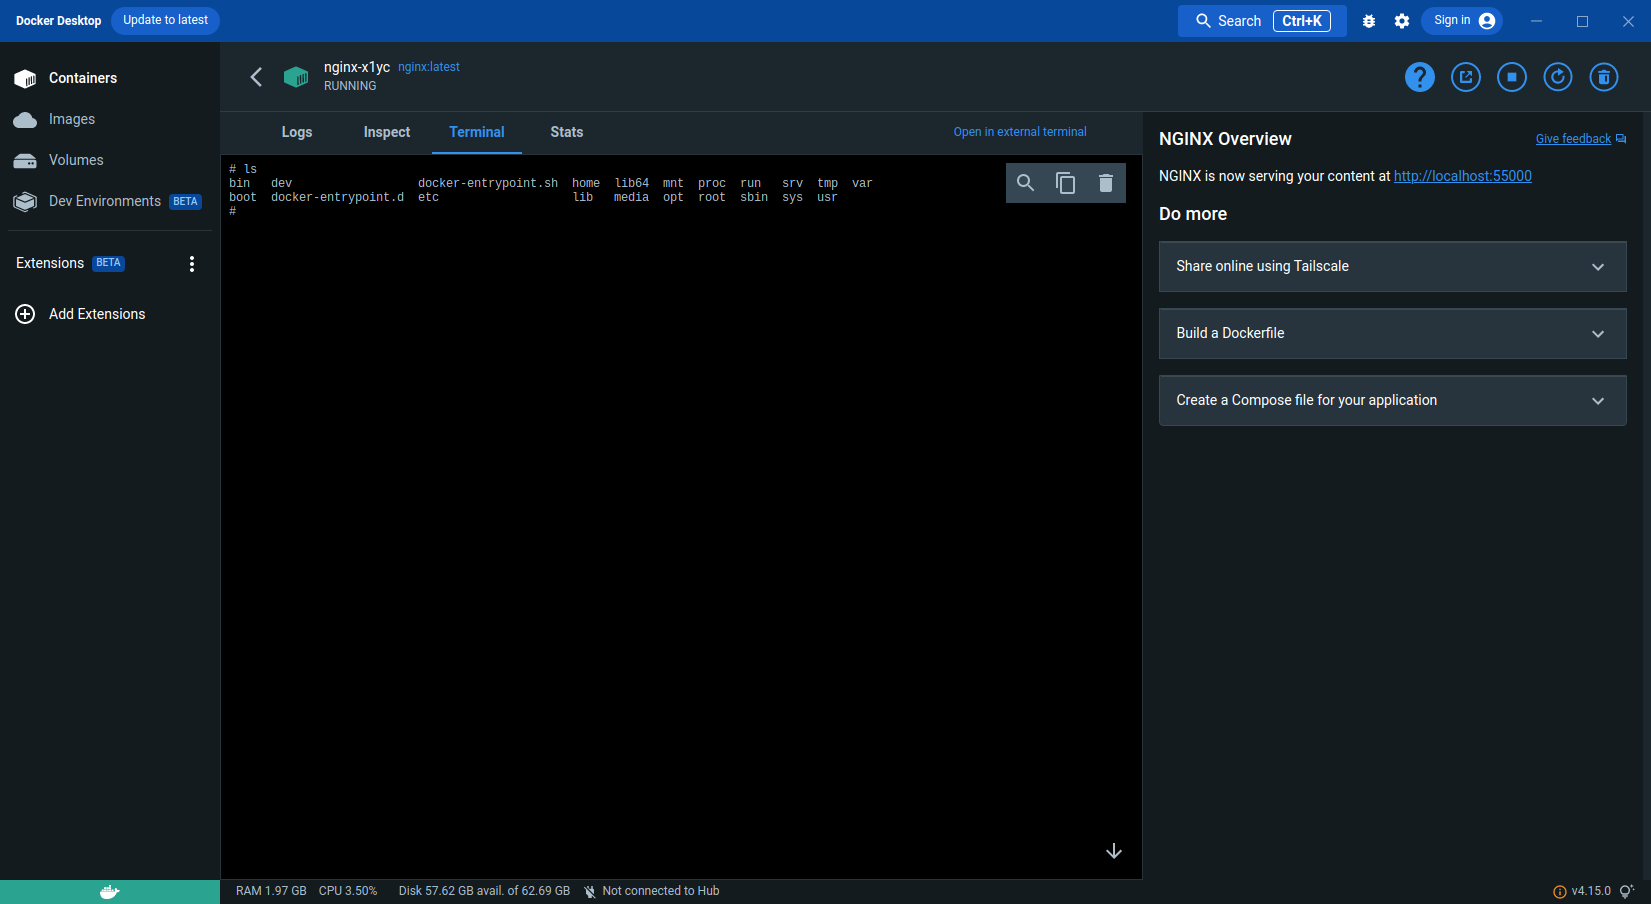 Docker Desktop Update to latest Search Ctrl+K Sign in
Containers
Images
Volumes
Dev Environments BETA
Extensions BETA
Add Extensions
nginx-x1yc nginx:latest
RUNNING
Logs Inspect Terminal Stats Open in external terminal
# ls
bin   dev                  docker-entrypoint.sh  home  lib64  mnt  proc  run   srv  tmp  var
boot  docker-entrypoint.d  etc                   lib   media  opt  root  sbin  sys  usr
#
NGINX Overview Give feedback
NGINX is now serving your content at http://localhost:55000
Do more
Share online using Tailscale
Build a Dockerfile
Create a Compose file for your application
RAM 1.97 GB CPU 3.50% Disk 57.62 GB avail. of 62.69 GB Not connected to Hub v4.15.0